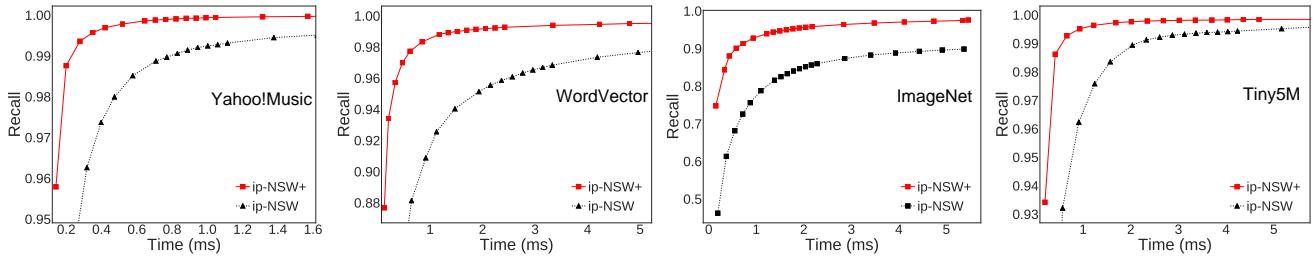 1.00
0.99
0.98
0.97
0.96
0.95
Recall
0.2 0.4 0.6 0.8 1.0 1.2 1.4 1.6
Time (ms)
Yahoo!Music
ip-NSW+
ip-NSW
1.00
0.98
0.96
0.94
0.92
0.90
0.88
Recall
1 2 3 4 5
Time (ms)
WordVector
ip-NSW+
ip-NSW
1.0
0.9
0.8
0.7
0.6
0.5
Recall
0 1 2 3 4 5
Time (ms)
ImageNet
ip-NSW+
ip-NSW
1.00
0.99
0.98
0.97
0.96
0.95
0.94
0.93
Recall
1 2 3 4 5
Time (ms)
Tiny5M
ip-NSW+
ip-NSW